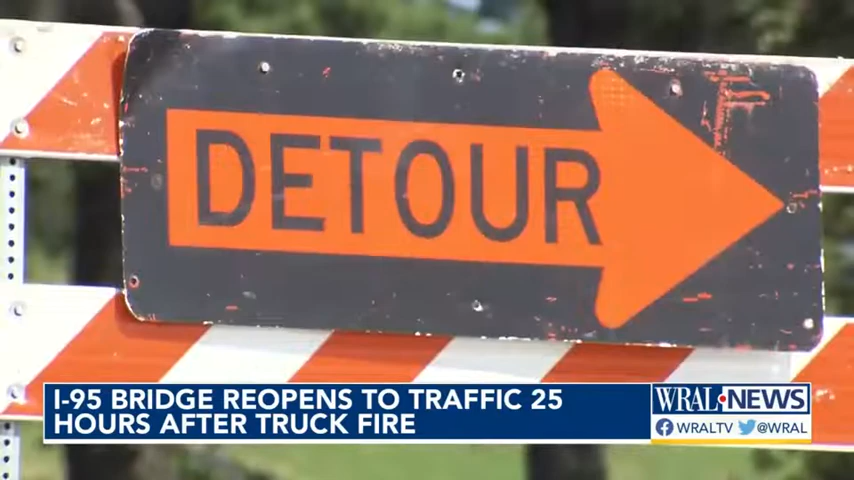 DETOUR
I-95 BRIDGE REOPENS TO TRAFFIC 25
HOURS AFTER TRUCK FIRE
WRAL NEWS
WRALTV @WRAL